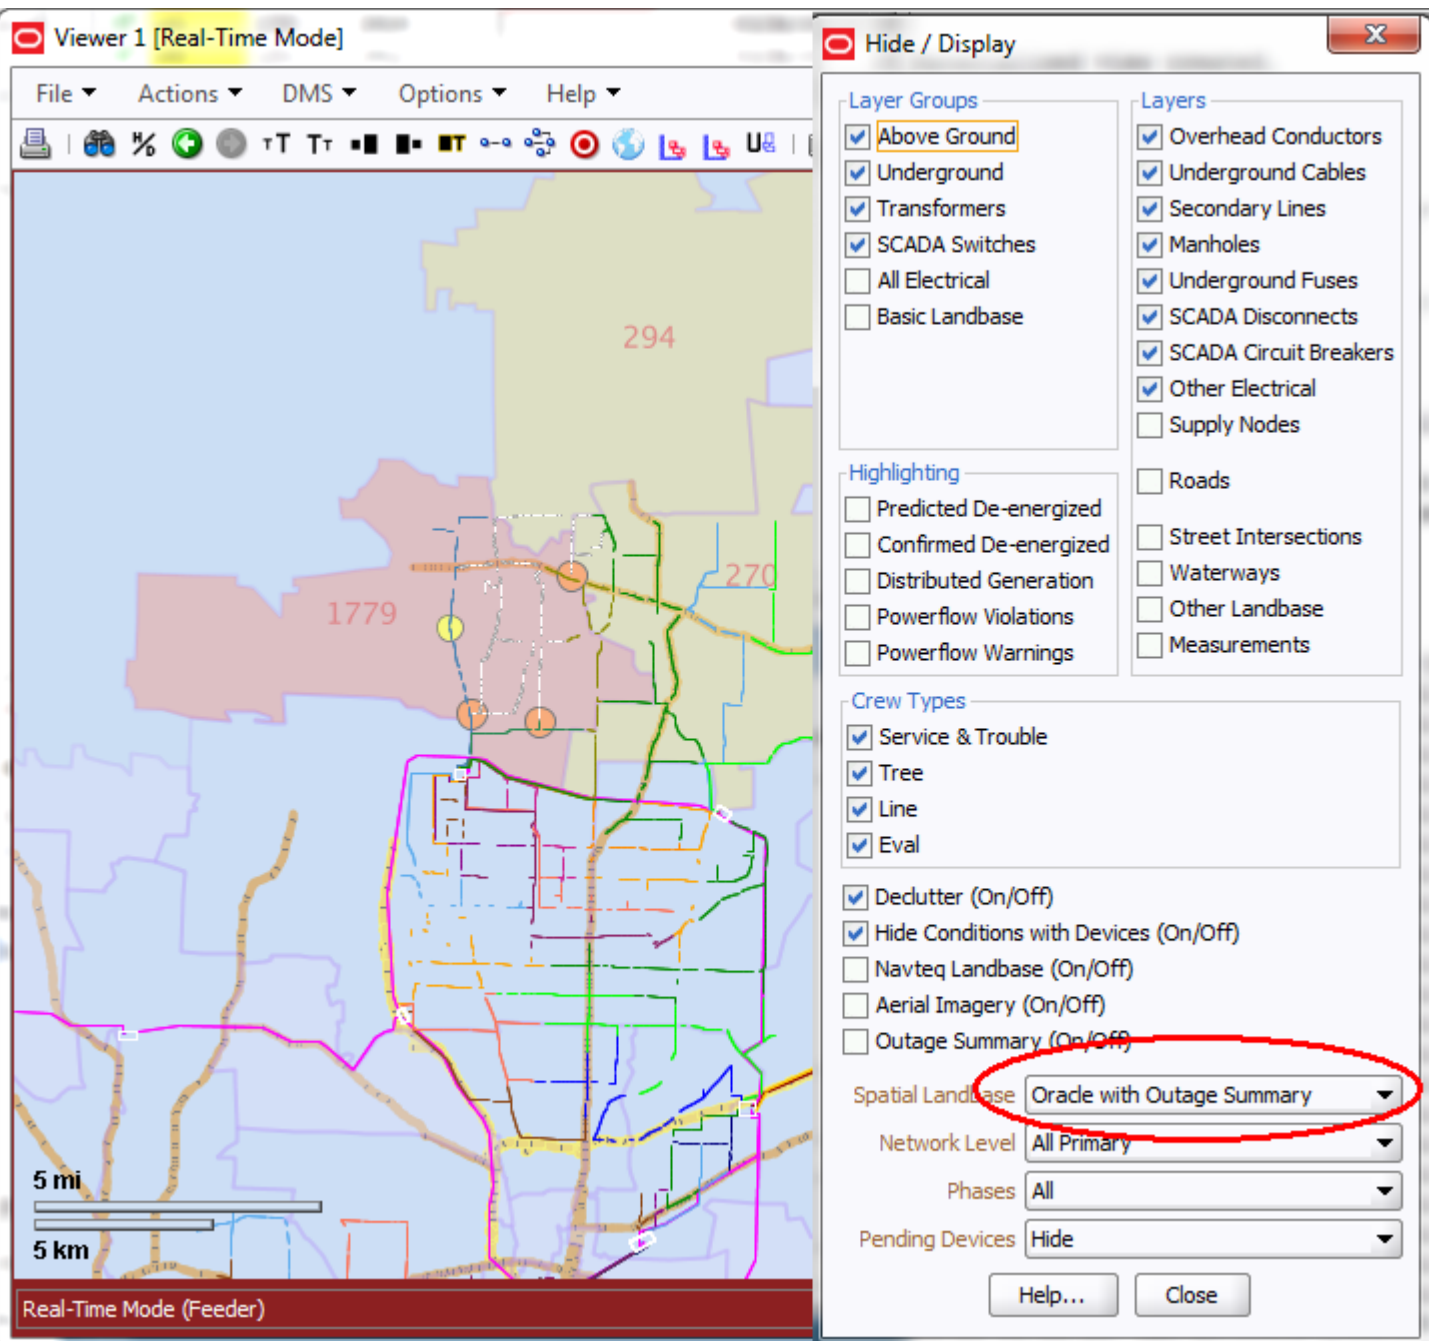 Viewer 1 [Real-Time Mode]
File Actions DMS Options Help
294
270
1779
5 mi
5 km
Real-Time Mode (Feeder)
Hide / Display
Layer Groups
Above Ground
Underground
Transformers
SCADA Switches
All Electrical
Basic Landbase
Layers
Overhead Conductors
Underground Cables
Secondary Lines
Manholes
Underground Fuses
SCADA Disconnects
SCADA Circuit Breakers
Other Electrical
Supply Nodes
Roads
Street Intersections
Waterways
Other Landbase
Measurements
Highlighting
Predicted De-energized
Confirmed De-energized
Distributed Generation
Powerflow Violations
Powerflow Warnings
Crew Types
Service & Trouble
Tree
Line
Eval
Declutter (On/Off)
Hide Conditions with Devices (On/Off)
Navteq Landbase (On/Off)
Aerial Imagery (On/Off)
Outage Summary (On/Off)
Spatial Landbase Oracle with Outage Summary
Network Level All Primary
Phases All
Pending Devices Hide
Help... Close